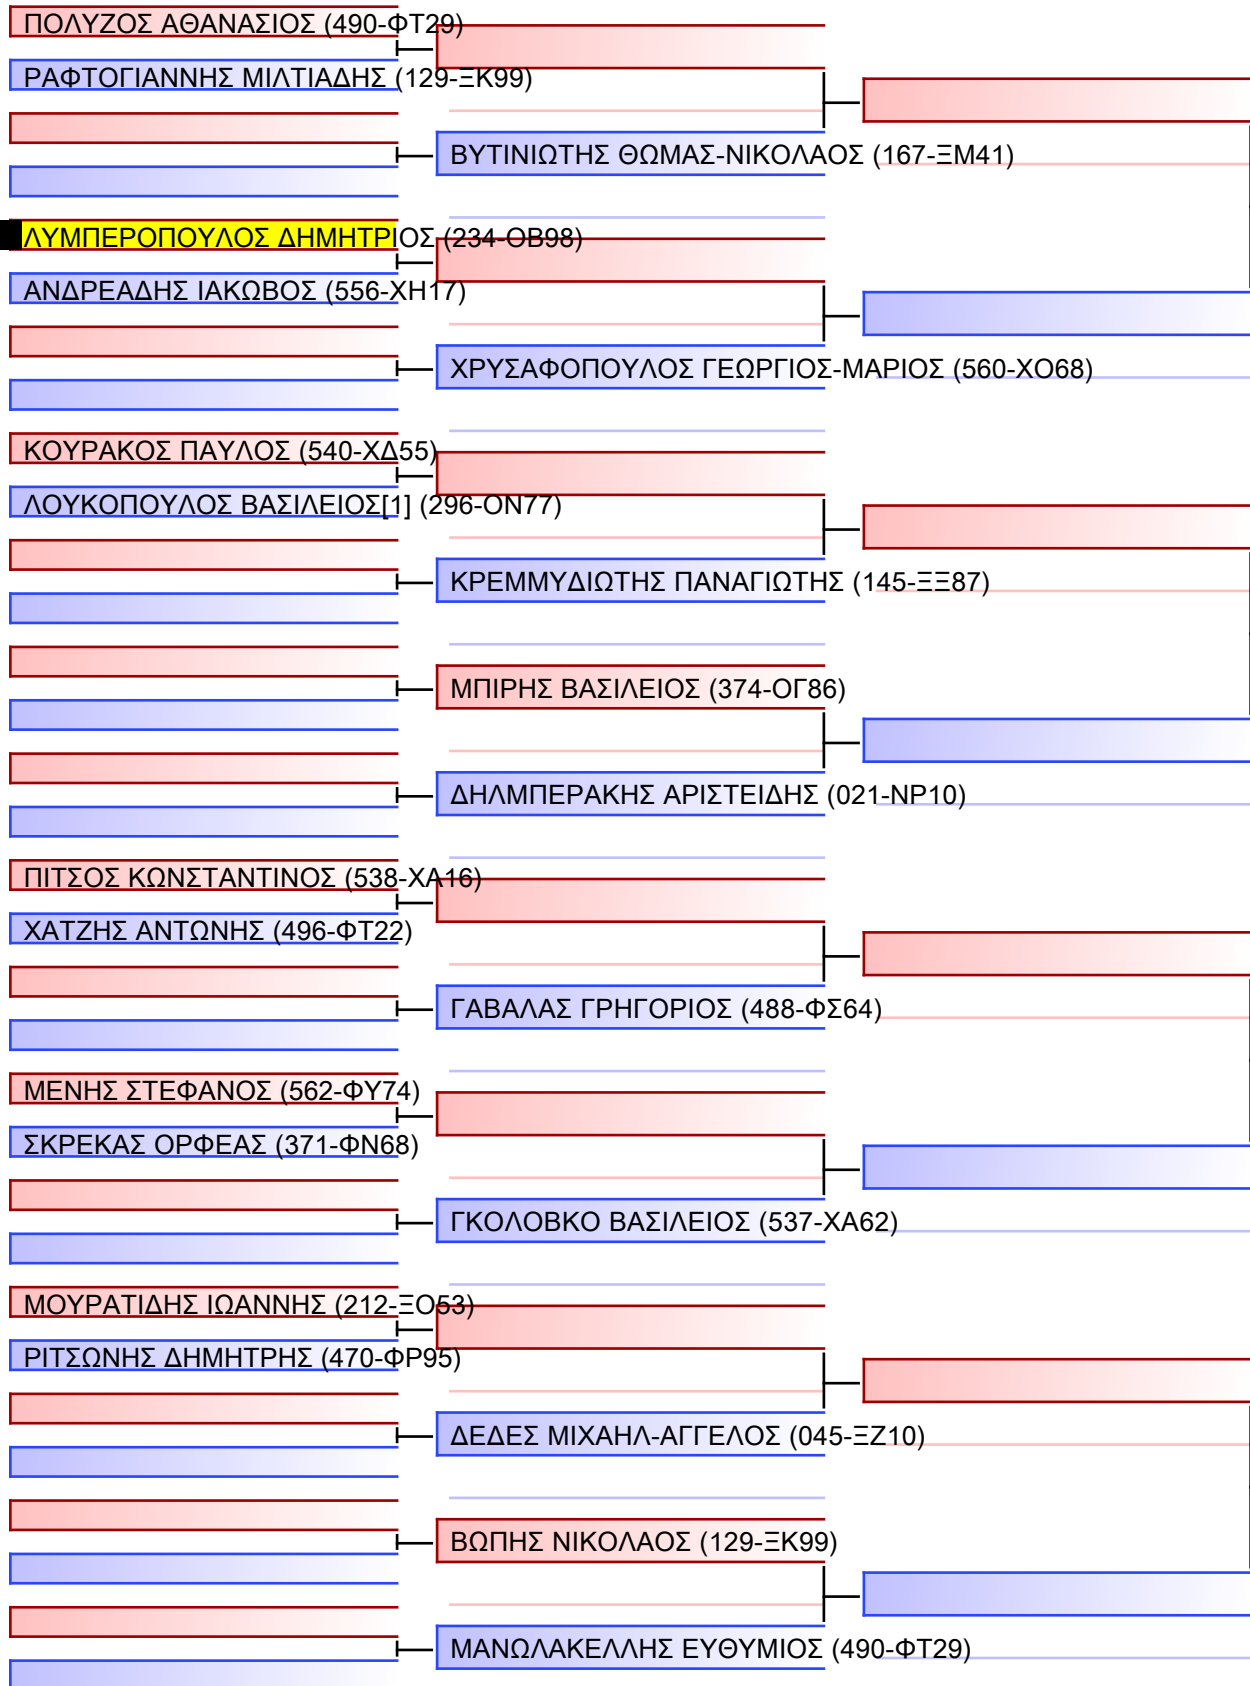 ΠΟΛΥΖΟΣ ΑΘΑΝΑΣΙΟΣ (490-ΦΤ29)
ΡΑΦΤΟΓΙΑΝΝΗΣ ΜΙΛΤΙΑΔΗΣ (129-ΞΚ99)
ΒΥΤΙΝΙΩΤΗΣ ΘΩΜΑΣ-ΝΙΚΟΛΑΟΣ (167-ΞΜ41)
ΛΥΜΠΕΡΟΠΟΥΛΟΣ ΔΗΜΗΤΡΙΟΣ (234-ΟΒ98)
ΑΝΔΡΕΑΔΗΣ ΙΑΚΩΒΟΣ (556-ΧΗ17)
ΧΡΥΣΑΦΟΠΟΥΛΟΣ ΓΕΩΡΓΙΟΣ-ΜΑΡΙΟΣ (560-ΧΟ68)
ΚΟΥΡΑΚΟΣ ΠΑΥΛΟΣ (540-ΧΔ55)
ΛΟΥΚΟΠΟΥΛΟΣ ΒΑΣΙΛΕΙΟΣ[1] (296-ΟΝ77)
ΚΡΕΜΜΥΔΙΩΤΗΣ ΠΑΝΑΓΙΩΤΗΣ (145-ΞΞ87)
ΜΠΙΡΗΣ ΒΑΣΙΛΕΙΟΣ (374-ΟΓ86)
ΔΗΛΜΠΕΡΑΚΗΣ ΑΡΙΣΤΕΙΔΗΣ (021-ΝΡ10)
ΠΙΤΣΟΣ ΚΩΝΣΤΑΝΤΙΝΟΣ (538-ΧΑ16)
ΧΑΤΖΗΣ ΑΝΤΩΝΗΣ (496-ΦΤ22)
ΓΑΒΑΛΑΣ ΓΡΗΓΟΡΙΟΣ (488-ΦΣ64)
ΜΕΝΗΣ ΣΤΕΦΑΝΟΣ (562-ΦΥ74)
ΣΚΡΕΚΑΣ ΟΡΦΕΑΣ (371-ΦΝ68)
ΓΚΟΛΟΒΚΟ ΒΑΣΙΛΕΙΟΣ (537-ΧΑ62)
ΜΟΥΡΑΤΙΔΗΣ ΙΩΑΝΝΗΣ (212-ΞΟ53)
ΡΙΤΣΩΝΗΣ ΔΗΜΗΤΡΗΣ (470-ΦΡ95)
ΔΕΔΕΣ ΜΙΧΑΗΛ-ΑΓΓΕΛΟΣ (045-ΞΖ10)
ΒΩΠΗΣ ΝΙΚΟΛΑΟΣ (129-ΞΚ99)
ΜΑΝΩΛΑΚΕΛΛΗΣ ΕΥΘΥΜΙΟΣ (490-ΦΤ29)